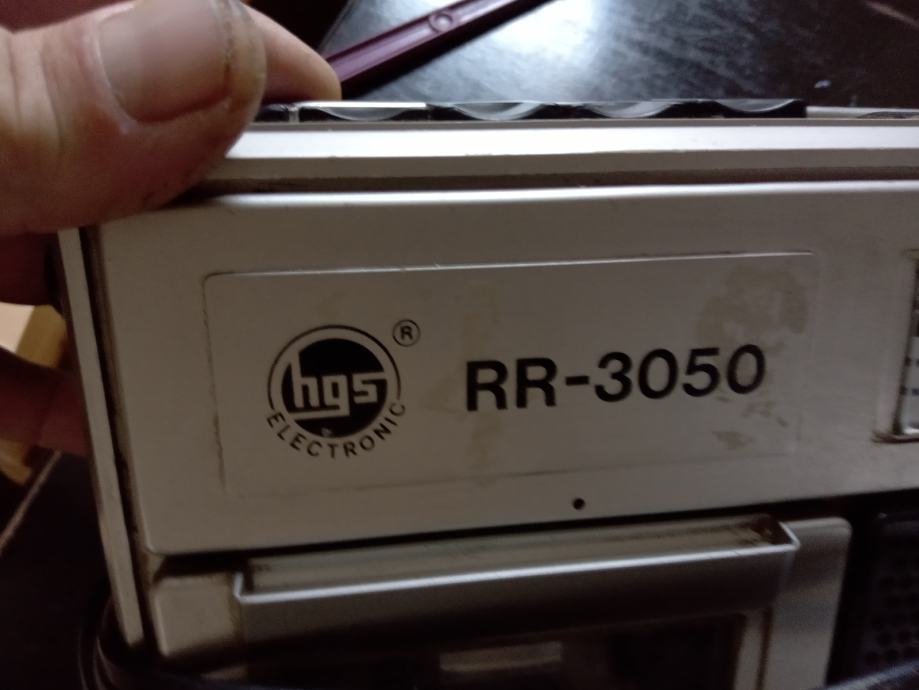 hgs
®
ELECTRONIC
RR-3050